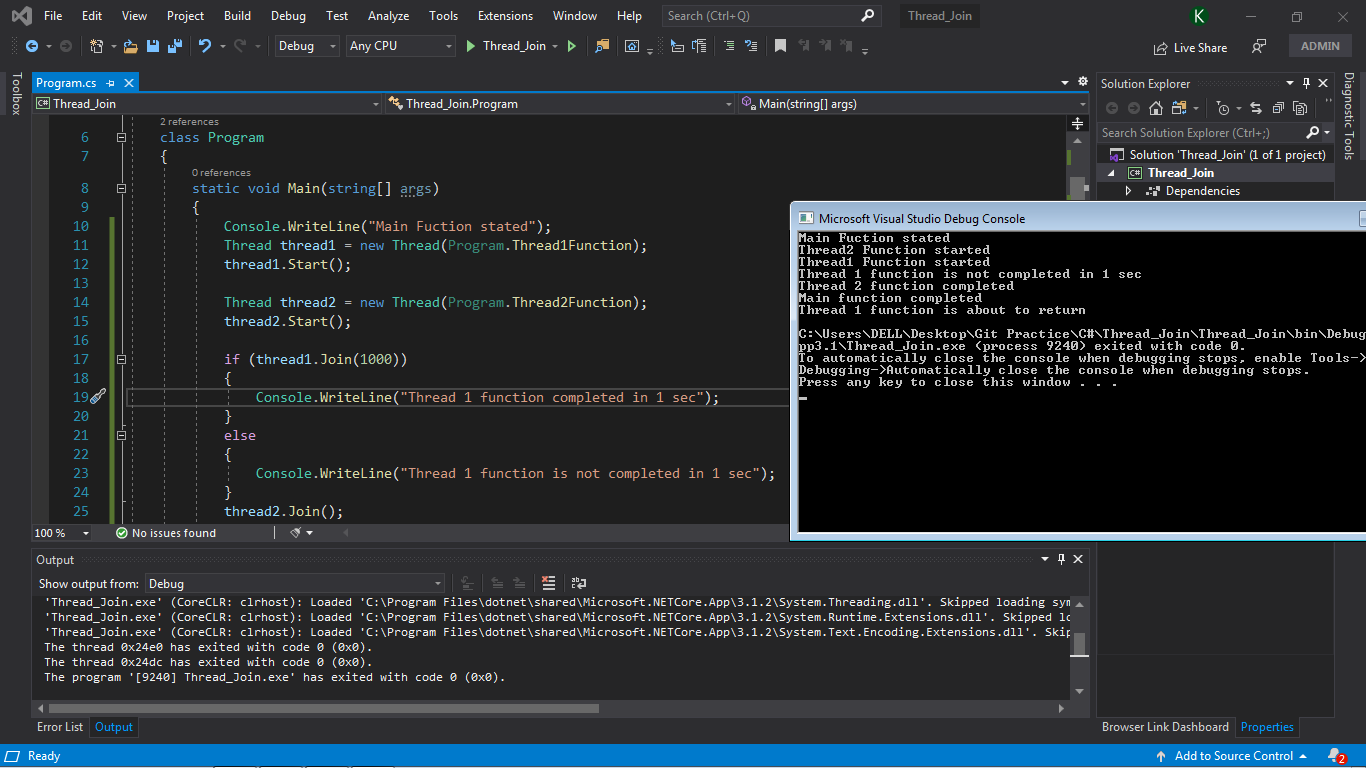 File Edit View Project Build Debug Test Analyze Tools Extensions Window Help Search (Ctrl+Q) Thread_Join K
Debug Any CPU Thread_Join Live Share ADMIN
Toolbox
Program.cs
C# Thread_Join Thread_Join.Program Main(string[] args)
2 references
6 class Program
7 {
0 references
8 static void Main(string[] args)
9 {
10 Console.WriteLine("Main Fuction stated");
11 Thread thread1 = new Thread(Program.Thread1Function);
12 thread1.Start();
13
14 Thread thread2 = new Thread(Program.Thread2Function);
15 thread2.Start();
16
17 if (thread1.Join(1000))
18 {
19 Console.WriteLine("Thread 1 function completed in 1 sec");
20 }
21 else
22 {
23 Console.WriteLine("Thread 1 function is not completed in 1 sec");
24 }
25 thread2.Join();
100 % No issues found
Solution Explorer
Search Solution Explorer (Ctrl+;)
Solution 'Thread_Join' (1 of 1 project)
C# Thread_Join
Dependencies
Diagnostic Tools
Microsoft Visual Studio Debug Console
Main Fuction stated
Thread2 Function started
Thread1 Function started
Thread 1 function is not completed in 1 sec
Thread 2 function completed
Main function completed
Thread 1 function is about to return
C:\Users\DELL\Desktop\Git Practice\C#\Thread_Join\Thread_Join\bin\Debug
pp3.1\Thread_Join.exe (process 9240) exited with code 0.
To automatically close the console when debugging stops, enable Tools->
Debugging->Automatically close the console when debugging stops.
Press any key to close this window . . .
Output
Show output from: Debug
'Thread_Join.exe' (CoreCLR: clrhost): Loaded 'C:\Program Files\dotnet\shared\Microsoft.NETCore.App\3.1.2\System.Threading.dll'. Skipped loading sym
'Thread_Join.exe' (CoreCLR: clrhost): Loaded 'C:\Program Files\dotnet\shared\Microsoft.NETCore.App\3.1.2\System.Runtime.Extensions.dll'. Skipped lo
'Thread_Join.exe' (CoreCLR: clrhost): Loaded 'C:\Program Files\dotnet\shared\Microsoft.NETCore.App\3.1.2\System.Text.Encoding.Extensions.dll'. Skip
The thread 0x24e0 has exited with code 0 (0x0).
The thread 0x24dc has exited with code 0 (0x0).
The program '[9240] Thread_Join.exe' has exited with code 0 (0x0).
Error List Output
Browser Link Dashboard Properties
Ready Add to Source Control 2